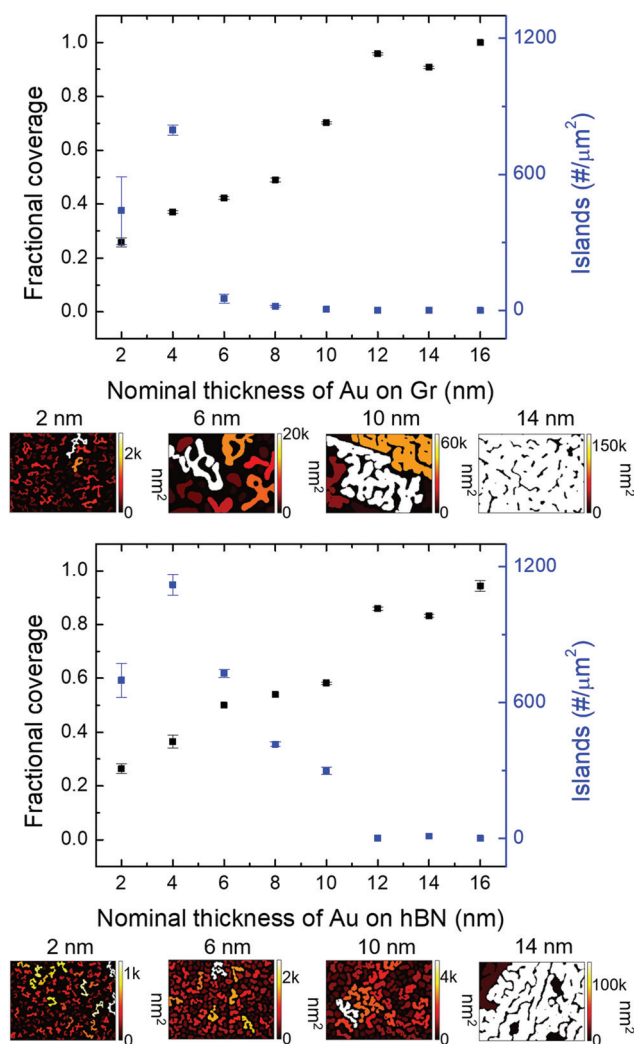 1.0
0.8
0.6
0.4
0.2
0.0
Fractional coverage
1200
600
0
Islands (#/μm²)
2 4 6 8 10 12 14 16
Nominal thickness of Au on Gr (nm)
2 nm 6 nm 10 nm 14 nm
2k 0 nm²
20k 0 nm²
60k 0 nm²
150k 0 nm²
1.0
0.8
0.6
0.4
0.2
0.0
Fractional coverage
1200
600
0
Islands (#/μm²)
2 4 6 8 10 12 14 16
Nominal thickness of Au on hBN (nm)
2 nm 6 nm 10 nm 14 nm
1k 0 nm²
2k 0 nm²
4k 0 nm²
100k 0 nm²